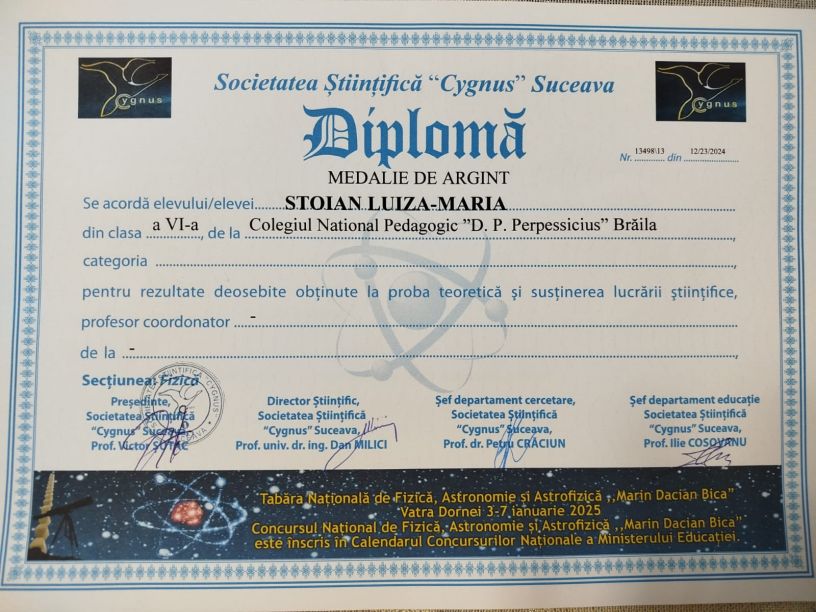 Cygnus
Cygnus
Societatea Științifică “Cygnus” Suceava
Diplomă
Nr. 13498\13 din 12/23/2024
MEDALIE DE ARGINT
Se acordă elevului/elevei STOIAN LUIZA-MARIA
din clasa a VI-a, de la Colegiul National Pedagogic ”D. P. Perpessicius” Brăila
categoria
pentru rezultate deosebite obținute la proba teoretică și susținerea lucrării științifice,
profesor coordonator -
de la -
Secțiunea: Fizică
Președinte,
Societatea Științifică
“Cygnus” Suceava,
Prof. Victor ȘUTAC
Director Științific,
Societatea Științifică
“Cygnus” Suceava,
Prof. univ. dr. ing. Dan MILICI
Șef departament cercetare,
Societatea Științifică
“Cygnus” Suceava,
Prof. dr. Petru CRĂCIUN
Șef departament educație
Societatea Științifică
“Cygnus” Suceava,
Prof. Ilie COSOVANU
Tabăra Națională de Fizică, Astronomie și Astrofizică ,,Marin Dacian Bica”
Vatra Dornei 3-7 ianuarie 2025
Concursul Național de Fizică, Astronomie și Astrofizică ,,Marin Dacian Bica”
este înscris în Calendarul Concursurilor Naționale a Ministerului Educației.